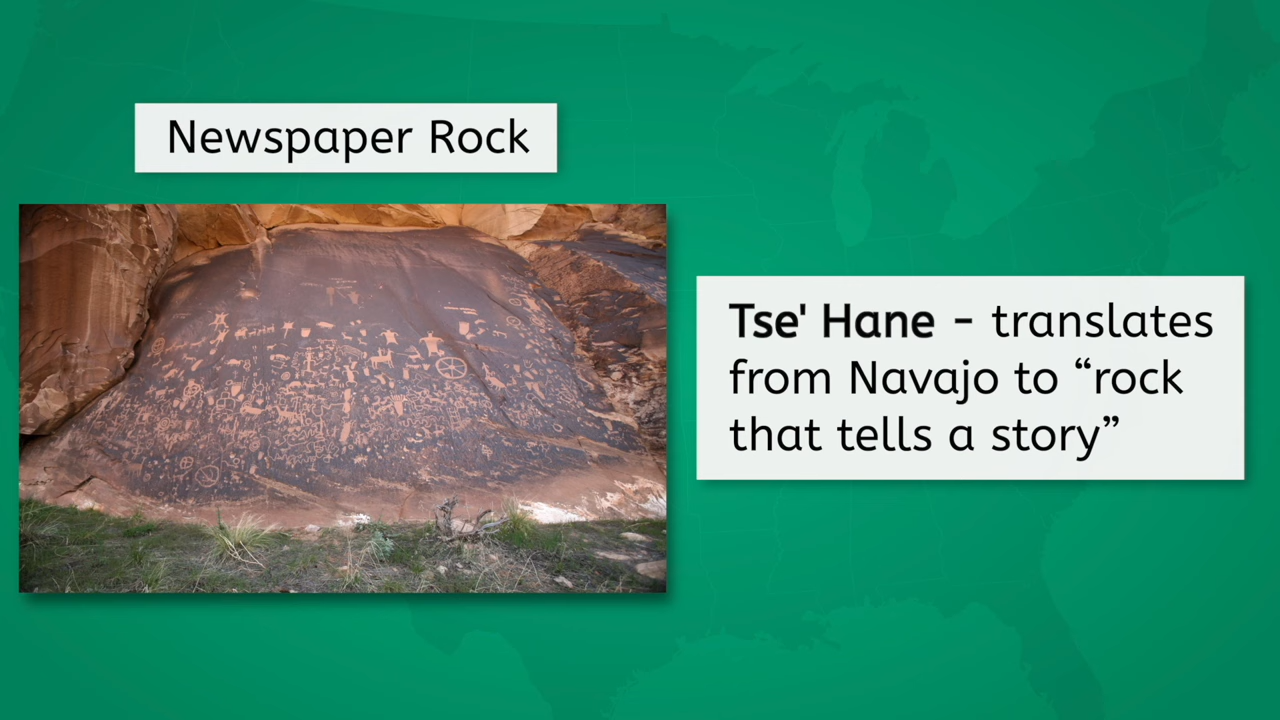 Newspaper Rock
Tse' Hane - translates
from Navajo to “rock
that tells a story”